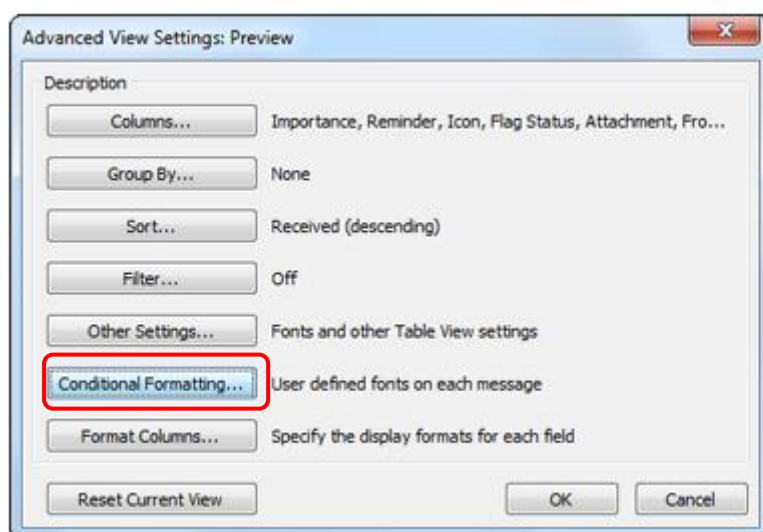 Advanced View Settings: Preview
Description
Columns... Importance, Reminder, Icon, Flag Status, Attachment, Fro...
Group By... None
Sort... Received (descending)
Filter... Off
Other Settings... Fonts and other Table View settings
Conditional Formatting... User defined fonts on each message
Format Columns... Specify the display formats for each field
Reset Current View OK Cancel